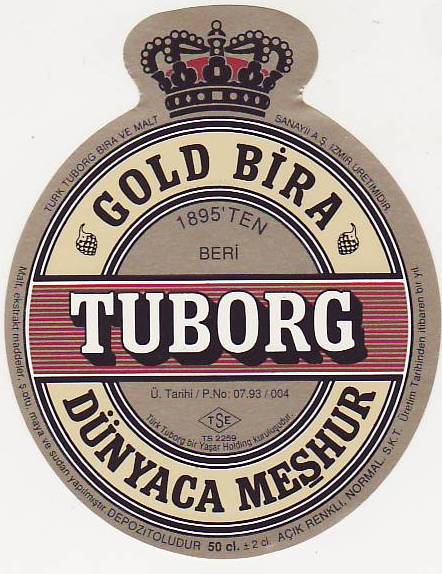 TÜRK TUBORG BİRA VE MALT SANAYİİ A.Ş. İZMİR ÜRETİMİDİR.
GOLD BİRA
1895'TEN
BERİ
TUBORG
Ü. Tarihi / P.No: 07.93 / 004
TSE
TS 2259
Türk Tuborg bir Yaşar Holding kuruluşudur.
DÜNYACA MEŞHUR
Malt, ekstraktı maddeler, Ş.otu, maya ve sudan yapılmıştır. DEPOZİTOLUDUR 50 cl. ± 2 cl. AÇIK RENKLİ, NORMAL. S.K.T. Üretim Tarihinden itibaren bir yıl.